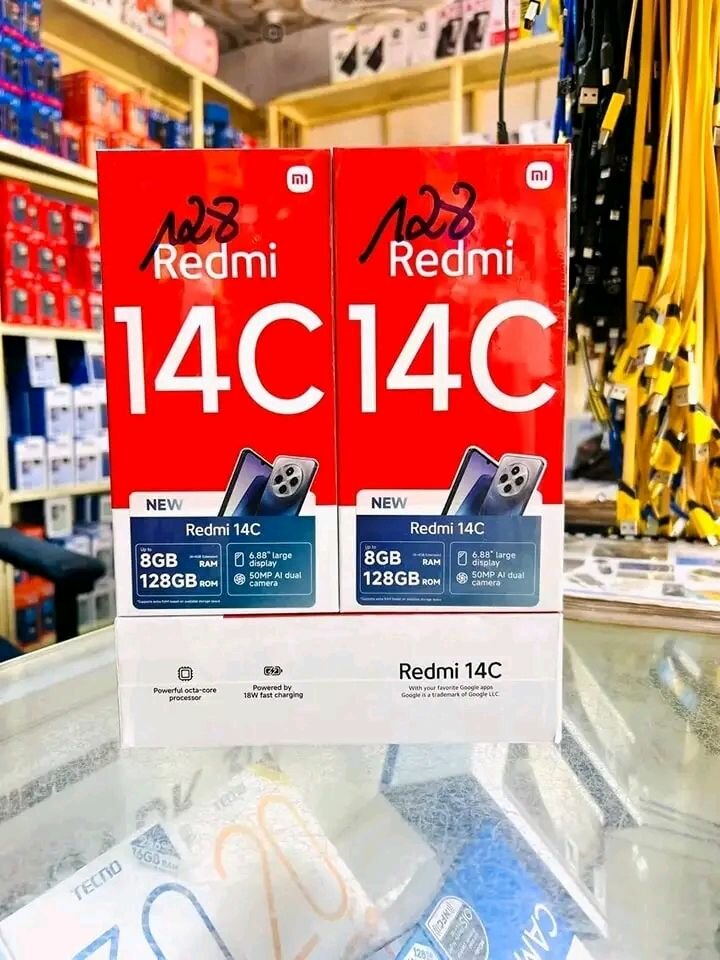 mi
128
Redmi
14C
NEW
Redmi 14C
Up to
8GB
RAM
128GB ROM
6.88" large
display
50MP AI dual
camera
mi
128
Redmi
14C
NEW
Redmi 14C
Up to
8GB
RAM
128GB ROM
6.88" large
display
50MP AI dual
camera
Powerful octa-core
processor
Powered by
18W fast charging
Redmi 14C
With your favorite Google apps
Google is a trademark of Google LLC.
TECNO
20
CAM